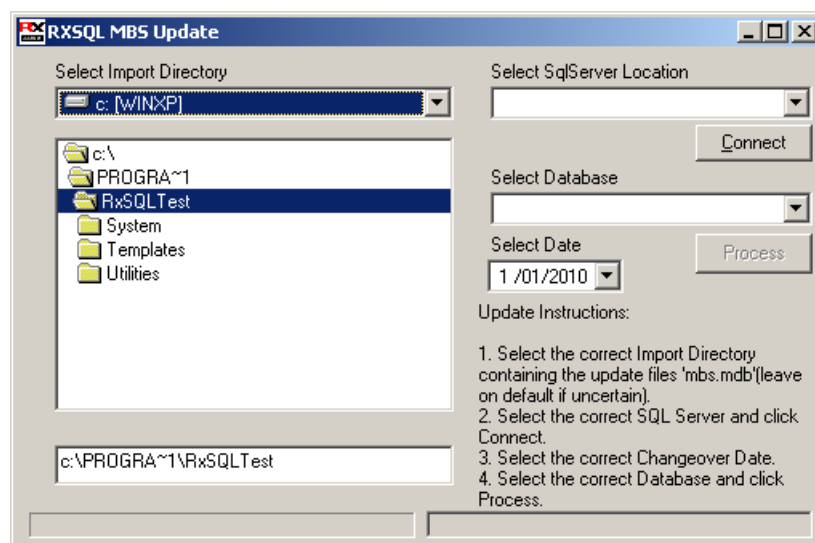 RXSQL MBS Update
Select Import Directory
c: [WINXP]
c:\
PROGRA~1
RxSQLTest
System
Templates
Utilities
c:\PROGRA~1\RxSQLTest
Select SqlServer Location
Connect
Select Database
Select Date
1 /01/2010
Process
Update Instructions:
1. Select the correct Import Directory
containing the update files 'mbs.mdb'(leave
on default if uncertain).
2. Select the correct SQL Server and click
Connect.
3. Select the correct Changeover Date.
4. Select the correct Database and click
Process.